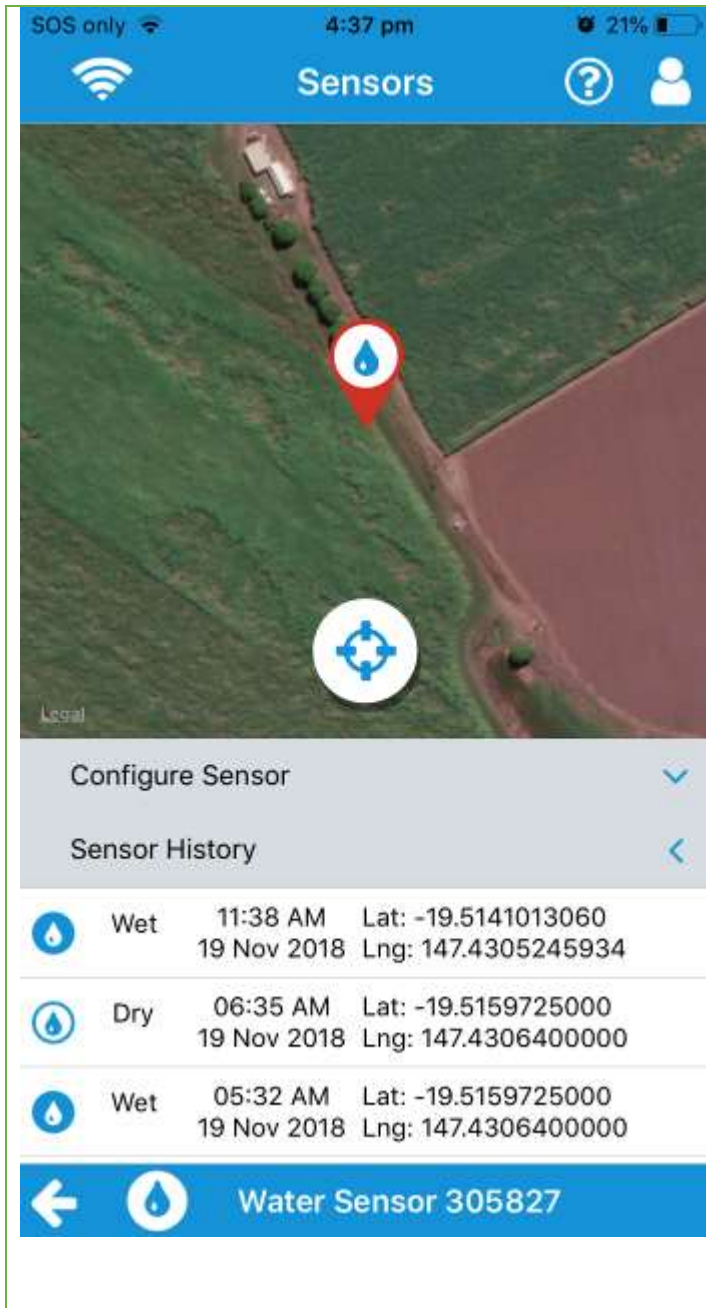 SOS only 4:37 pm 21%
Sensors
Legal
Configure Sensor
Sensor History
Wet 11:38 AM Lat: -19.5141013060
19 Nov 2018 Lng: 147.4305245934
Dry 06:35 AM Lat: -19.5159725000
19 Nov 2018 Lng: 147.4306400000
Wet 05:32 AM Lat: -19.5159725000
19 Nov 2018 Lng: 147.4306400000
Water Sensor 305827